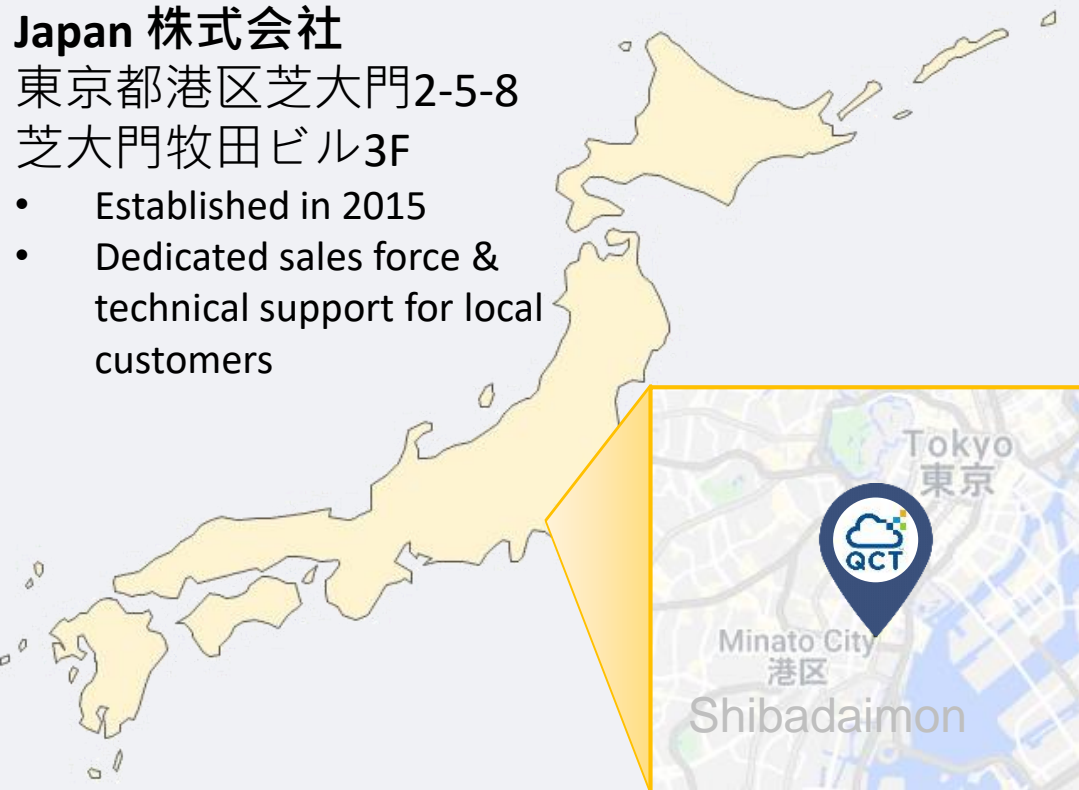 Japan 株式会社
東京都港区芝大門2-5-8
芝大門牧田ビル3F
• Established in 2015
• Dedicated sales force &
technical support for local
customers
Tokyo
東京
QCT
Minato City
港区
Shibadaimon